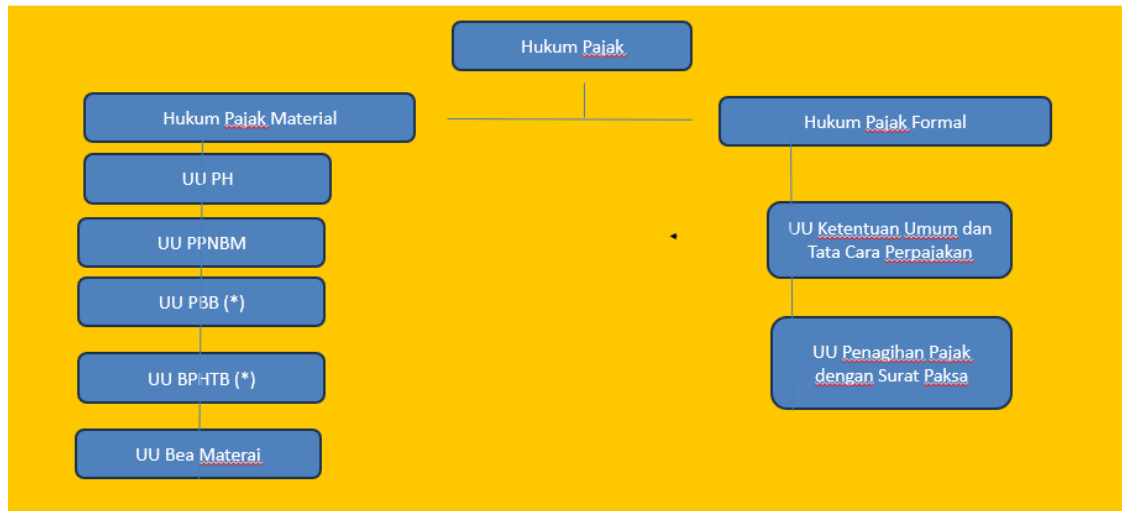 Hukum Pajak
Hukum Pajak Material
UU PH
UU PPNBM
UU PBB (*)
UU BPHTB (*)
UU Bea Materai
Hukum Pajak Formal
UU Ketentuan Umum dan
Tata Cara Perpajakan
UU Penagihan Pajak
dengan Surat Paksa